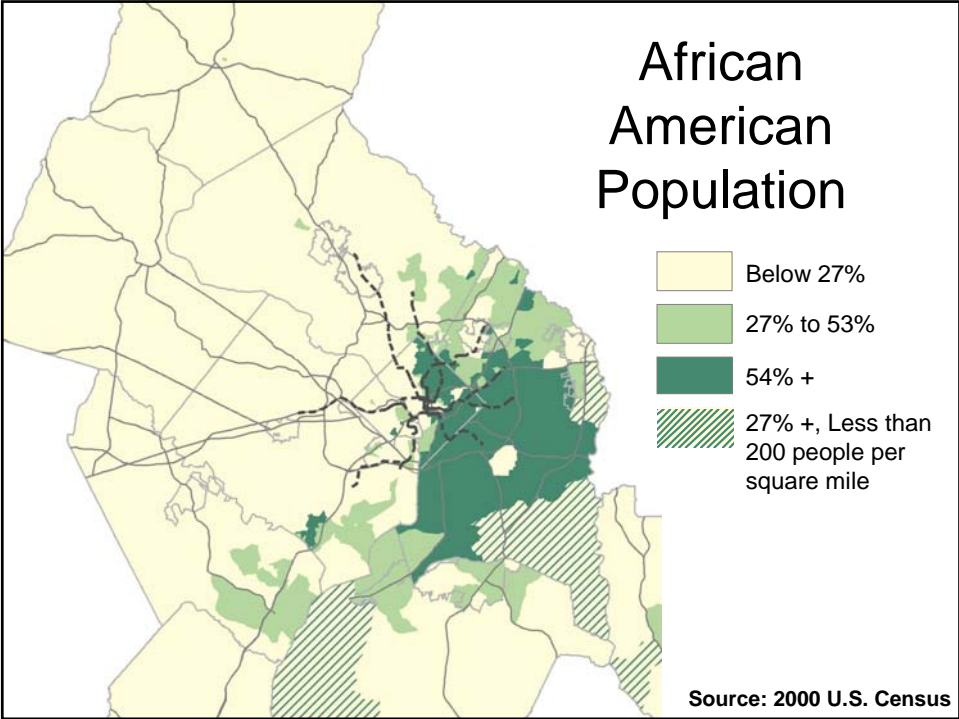 African
American
Population
Below 27%
27% to 53%
54% +
27% +, Less than
200 people per
square mile
Source: 2000 U.S. Census